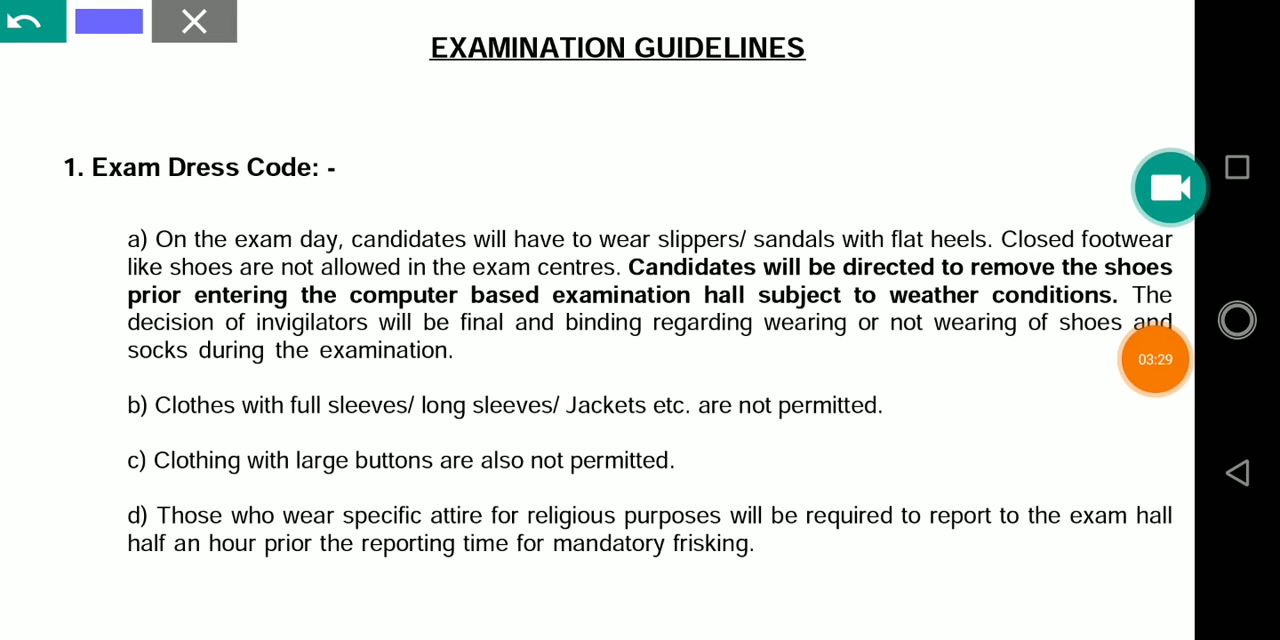 EXAMINATION GUIDELINES
1. Exam Dress Code: -
a) On the exam day, candidates will have to wear slippers/ sandals with flat heels. Closed footwear
like shoes are not allowed in the exam centres. Candidates will be directed to remove the shoes
prior entering the computer based examination hall subject to weather conditions. The
decision of invigilators will be final and binding regarding wearing or not wearing of shoes and
socks during the examination.
03:29
b) Clothes with full sleeves/ long sleeves/ Jackets etc. are not permitted.
c) Clothing with large buttons are also not permitted.
d) Those who wear specific attire for religious purposes will be required to report to the exam hall
half an hour prior the reporting time for mandatory frisking.